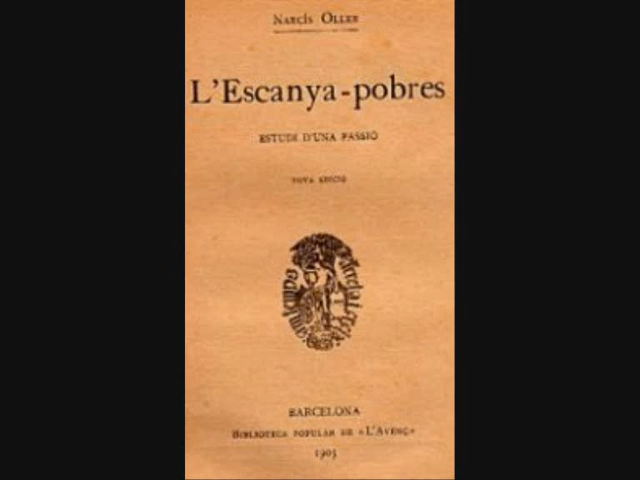 Narcís Oller
L'Escanya-pobres
ESTUDI D'UNA PASSIÓ
NOVA EDICIÓ
BARCELONA
Biblioteca popular de «L'Avenç»
1905